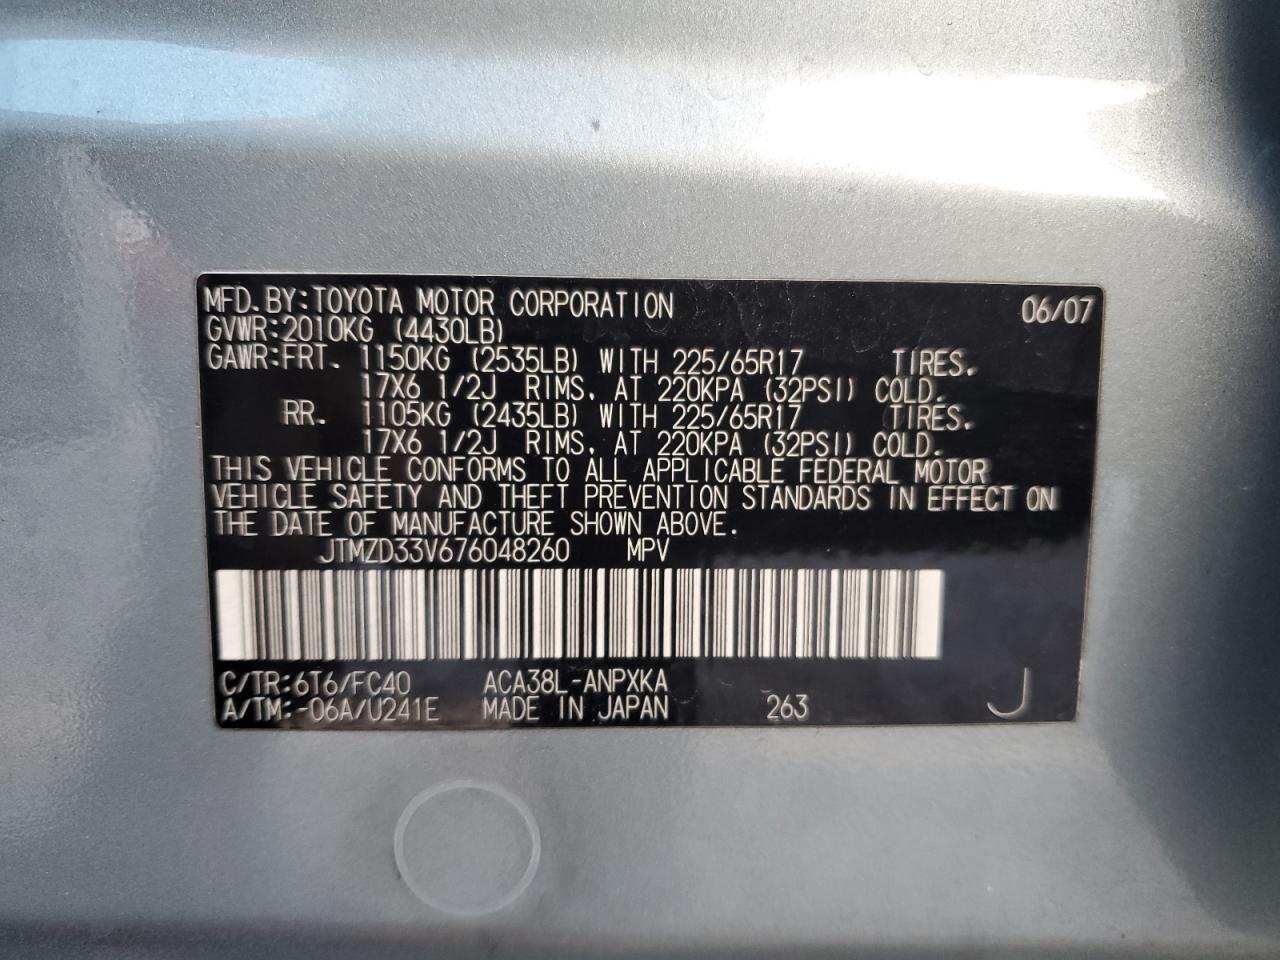 MFD.BY:TOYOTA MOTOR CORPORATION 06/07
GVWR:2010KG (4430LB)
GAWR:FRT. 1150KG (2535LB) WITH 225/65R17 TIRES.
17X6 1/2J RIMS, AT 220KPA (32PSI) COLD.
RR. 1105KG (2435LB) WITH 225/65R17 TIRES.
17X6 1/2J RIMS, AT 220KPA (32PSI) COLD.
THIS VEHICLE CONFORMS TO ALL APPLICABLE FEDERAL MOTOR
VEHICLE SAFETY AND THEFT PREVENTION STANDARDS IN EFFECT ON
THE DATE OF MANUFACTURE SHOWN ABOVE.
JTMZD33V676048260 MPV
C/TR:6T6/FC40 ACA38L-ANPXKA
A/TM:-06A/U241E MADE IN JAPAN 263 J